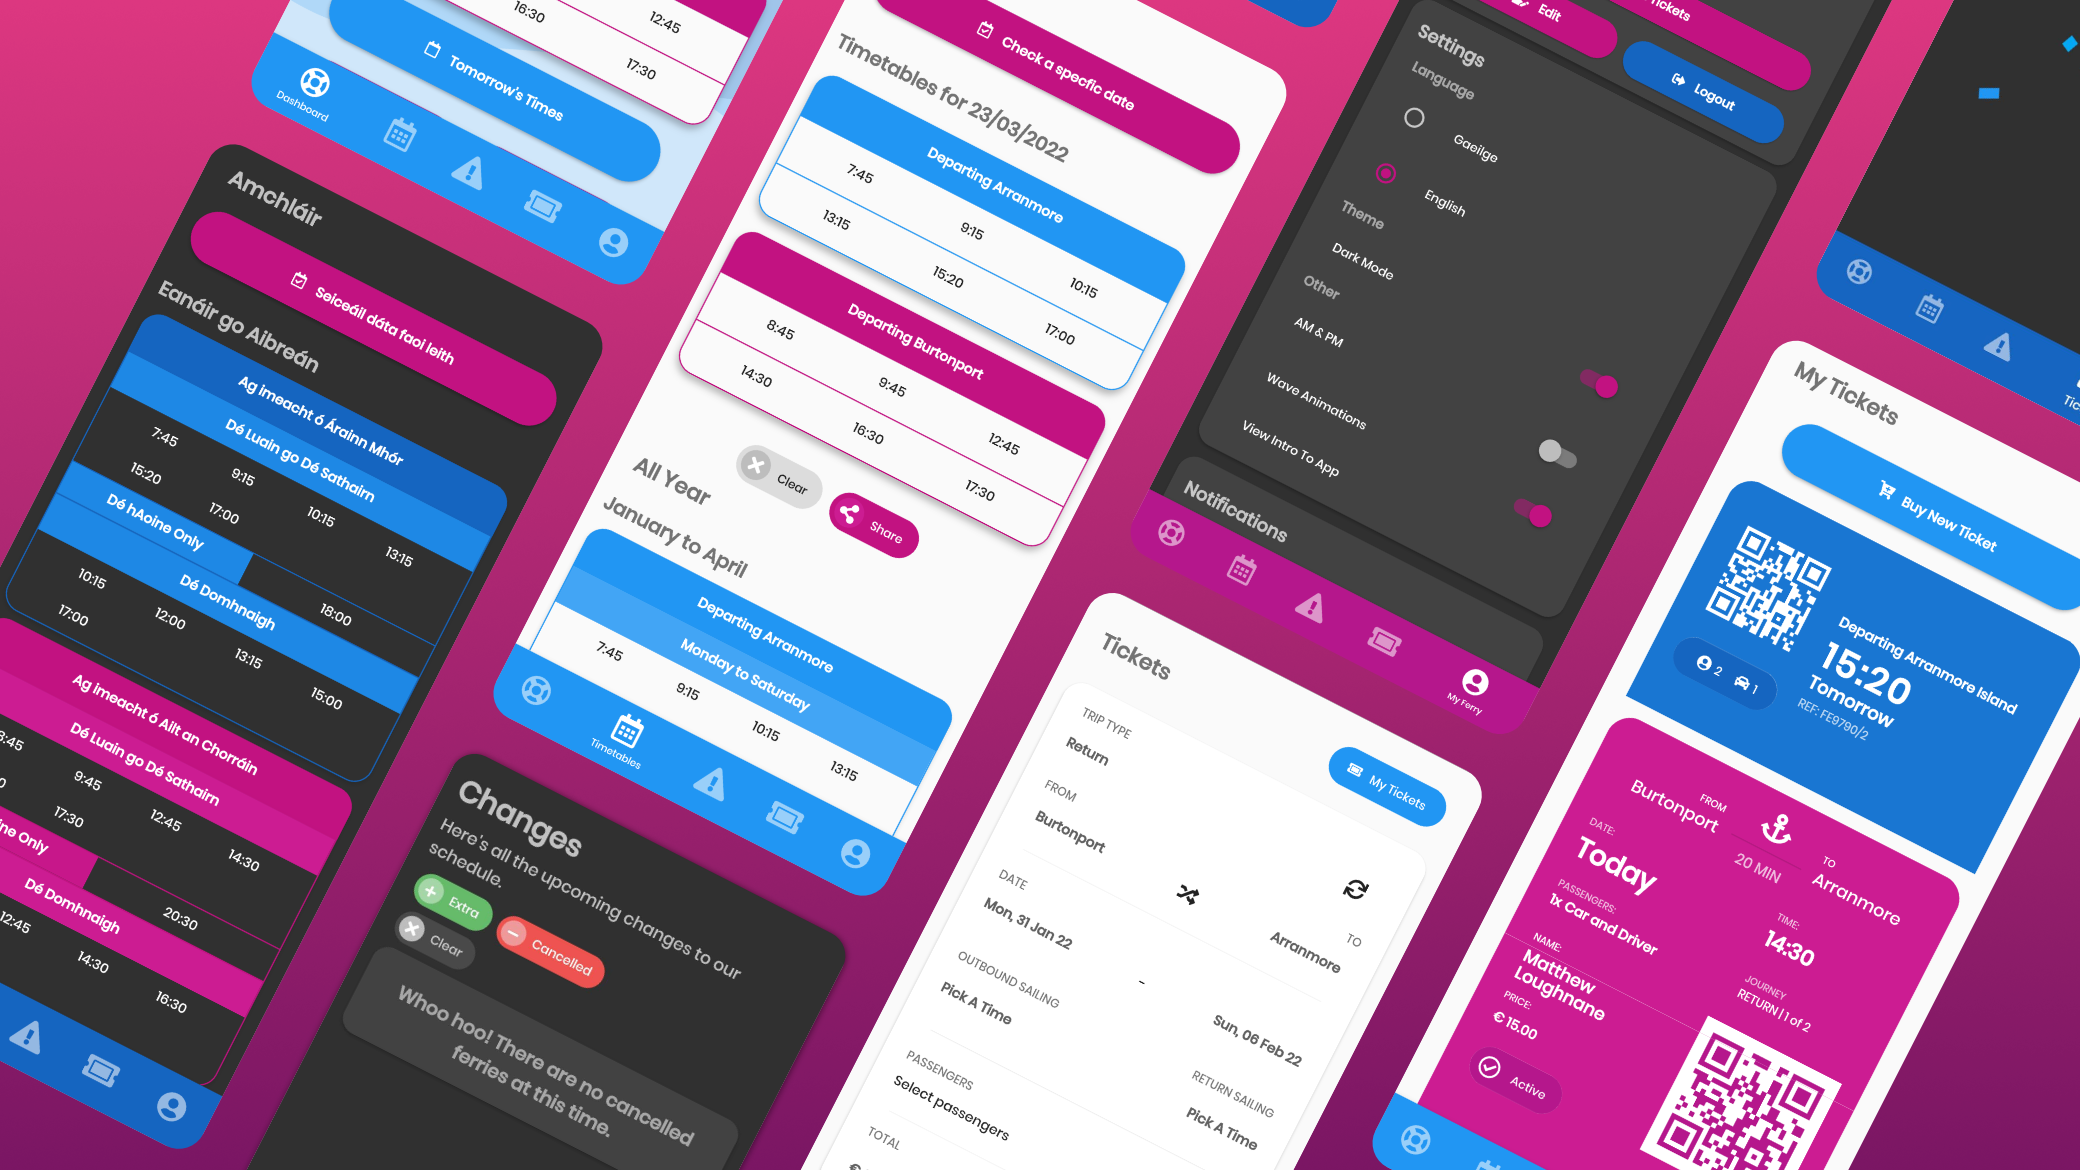 16:30
12:45
17:30
Tomorrow's Times
Dashboard
Amchláir
Seiceáil dáta faoi leith
Eanáir go Aibreán
Ag imeacht ó Árainn Mhór
Dé Luain go Dé Sathairn
7:45
9:15
10:15
13:15
15:20
17:00
Dé hAoine Only
18:00
Dé Domhnaigh
10:15
12:00
13:15
15:00
17:00
Ag imeacht ó Ailt an Chorráin
Dé Luain go Dé Sathairn
8:45
9:45
12:45
14:30
17:30
Only
20:30
Dé Domhnaigh
12:45
14:30
16:30
Check a specfic date
Timetables for 23/03/2022
Departing Arranmore
7:45
9:15
10:15
13:15
15:20
17:00
Departing Burtonport
8:45
9:45
12:45
14:30
16:30
17:30
Clear
Share
All Year
January to April
Departing Arranmore
Monday to Saturday
7:45
9:15
10:15
13:15
Timetables
Changes
Here's all the upcoming changes to our
schedule.
Extra
Cancelled
Clear
Whoo hoo! There are no cancelled
ferries at this time.
Edit
Tickets
Logout
Settings
Language
Gaeilge
English
Theme
Dark Mode
Other
AM & PM
Wave Animations
View Intro To App
Notifications
My Ferry
Tickets
My Tickets
TRIP TYPE
Return
FROM
Burtonport
TO
Arranmore
DATE
Mon, 31 Jan 22
-
Sun, 06 Feb 22
OUTBOUND SAILING
Pick A Time
RETURN SAILING
Pick A Time
PASSENGERS
Select passengers
TOTAL
€
Tic
My Tickets
Buy New Ticket
Departing Arranmore Island
15:20
Tomorrow
REF: FE9790/2
2
1
FROM
Burtonport
20 MIN
TO
Arranmore
DATE:
Today
TIME:
14:30
PASSENGERS:
1x Car and Driver
JOURNEY
RETURN | 1 of 2
NAME:
Matthew
Loughnane
PRICE:
€ 15.00
Active